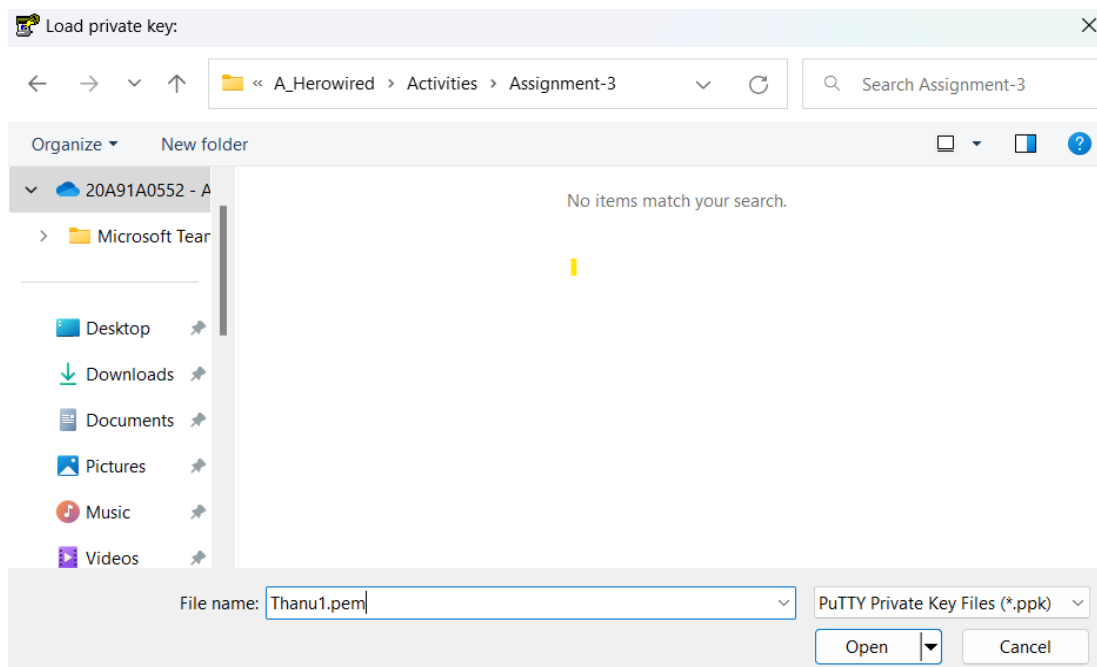 Load private key:
« A_Herowired > Activities > Assignment-3
Search Assignment-3
Organize
New folder
20A91A0552 - A
No items match your search.
Microsoft Tear
Desktop
Downloads
Documents
Pictures
Music
Videos
File name: Thanu1.pem
PuTTY Private Key Files (*.ppk)
Open
Cancel